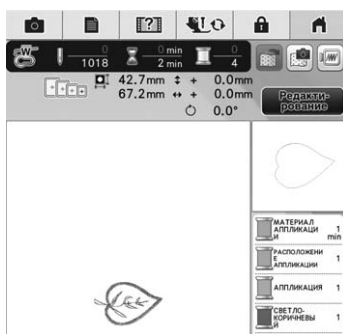 0 0 min 0
W 1018 2 min 4
42.7mm + 0.0mm
67.2mm + 0.0mm
0.0°
Редакти-
рование
МАТЕРИАЛ
АППЛИКАЦИ 1
И min
РАСПОЛОЖЕНИ
Е 1
АППЛИКАЦИИ
АППЛИКАЦИЯ 1
СВЕТЛО-
КОРИЧНЕВЫ 1
Й